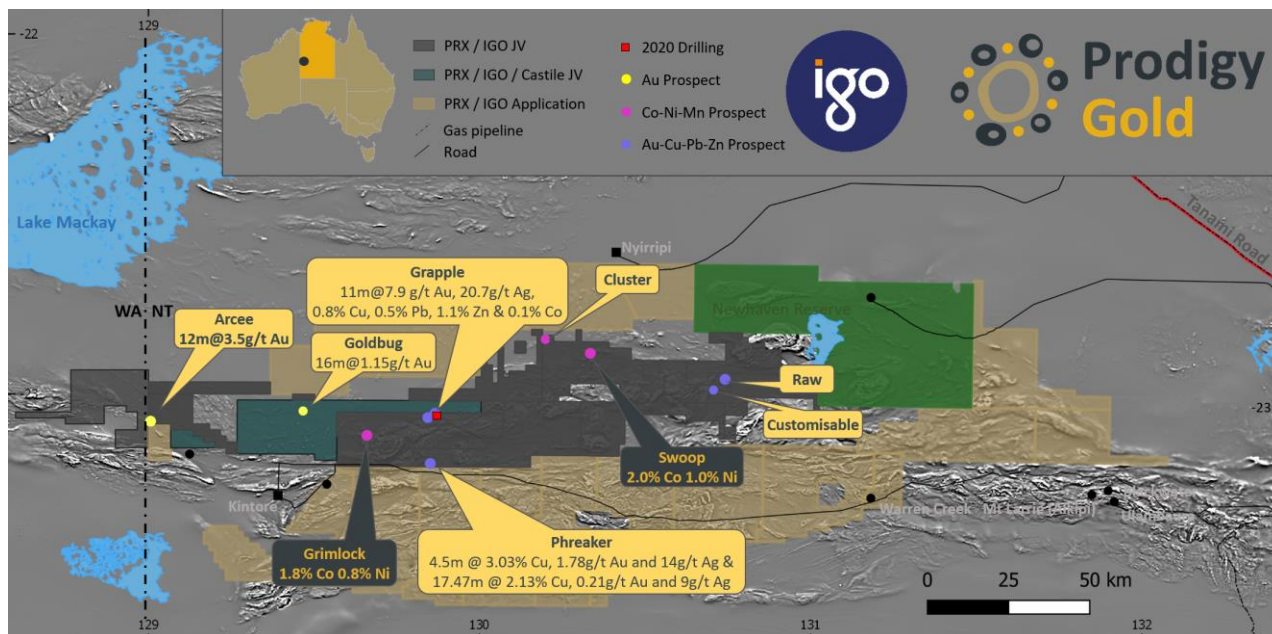 129
-22
PRX / IGO JV
PRX / IGO / Castile JV
PRX / IGO Application
Gas pipeline
Road
2020 Drilling
Au Prospect
Co-Ni-Mn Prospect
Au-Cu-Pb-Zn Prospect
igo
Prodigy
Gold
Lake Mackay
Tanami Road
Nyirripi
Grapple
11m@7.9 g/t Au, 20.7g/t Ag,
0.8% Cu, 0.5% Pb, 1.1% Zn & 0.1% Co
Cluster
WA NT
Newhaven Reserve
Arcee
12m@3.5g/t Au
Goldbug
16m@1.15g/t Au
Raw
-23
Customisable
Swoop
2.0% Co 1.0% Ni
Kintore
Warren Creek
Grimlock
1.8% Co 0.8% Ni
Phreaker
4.5m @ 3.03% Cu, 1.78g/t Au and 14g/t Ag &
17.47m @ 2.13% Cu, 0.21g/t Au and 9g/t Ag
0 25 50 km
129
130
131
132